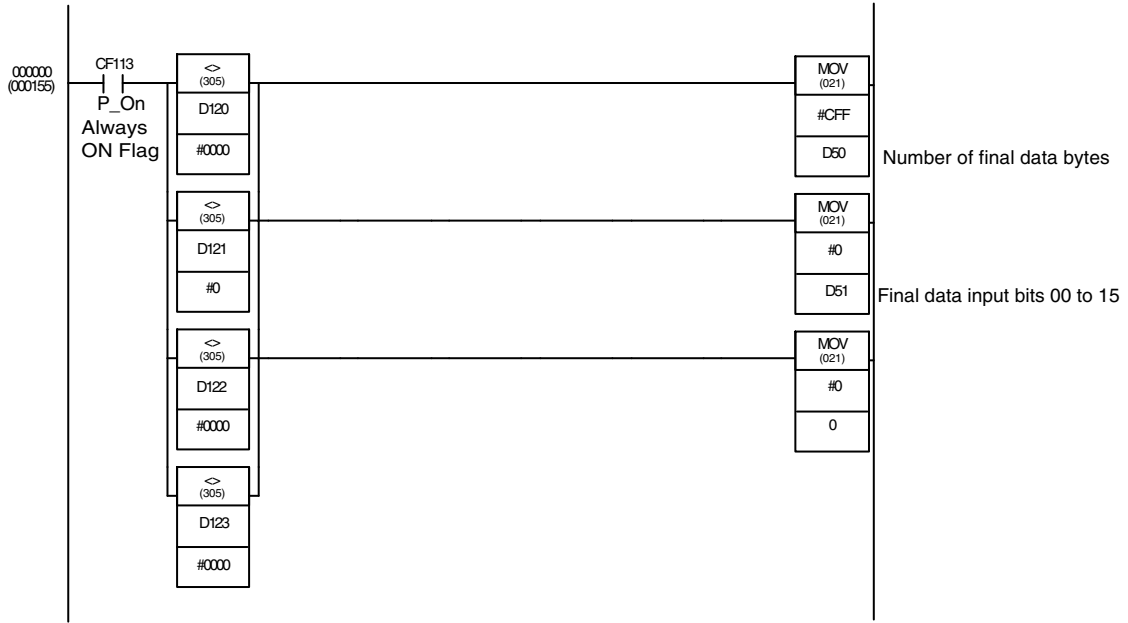 000000
(000155)
CF113
P_On
Always
ON Flag
<>
(305)
D120
#0000
MOV
(021)
#CFF
D50
Number of final data bytes
<>
(305)
D121
#0
MOV
(021)
#0
D51
Final data input bits 00 to 15
<>
(305)
D122
#0000
MOV
(021)
#0
0
<>
(305)
D123
#0000